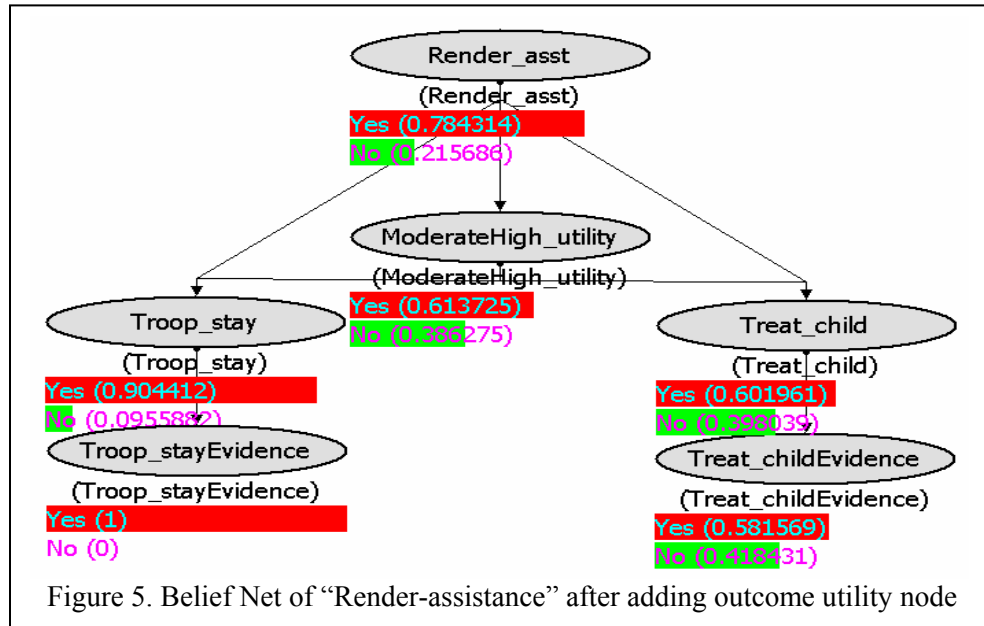 Render_asst
(Render_asst)
Yes (0.784314)
No (0.215686)
ModerateHigh_utility
(ModerateHigh_utility)
Yes (0.613725)
No (0.386275)
Troop_stay
(Troop_stay)
Yes (0.904412)
No (0.0955882)
Troop_stayEvidence
(Troop_stayEvidence)
Yes (1)
No (0)
Treat_child
(Treat_child)
Yes (0.601961)
No (0.398039)
Treat_childEvidence
(Treat_childEvidence)
Yes (0.581569)
No (0.418431)
Figure 5. Belief Net of “Render-assistance” after adding outcome utility node